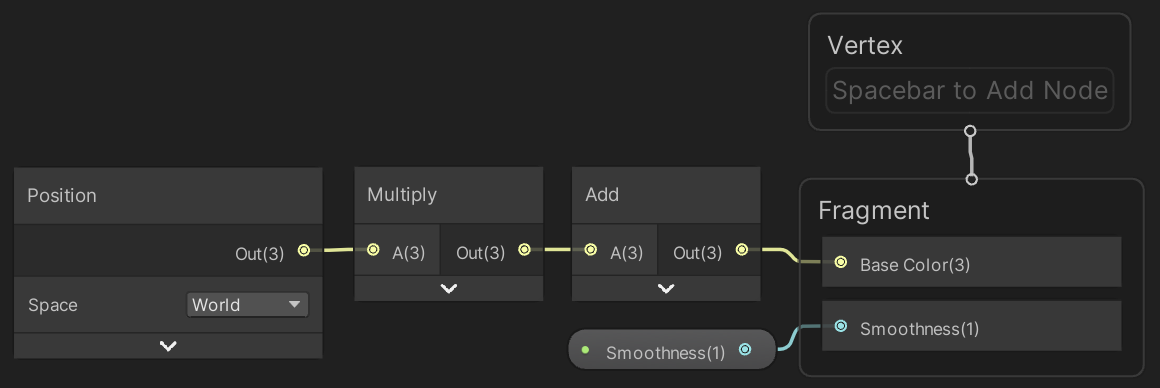 Vertex
Spacebar to Add Node
Position
Out(3)
Space
World
Multiply
A(3)
Out(3)
Add
A(3)
Out(3)
Smoothness(1)
Fragment
Base Color(3)
Smoothness(1)